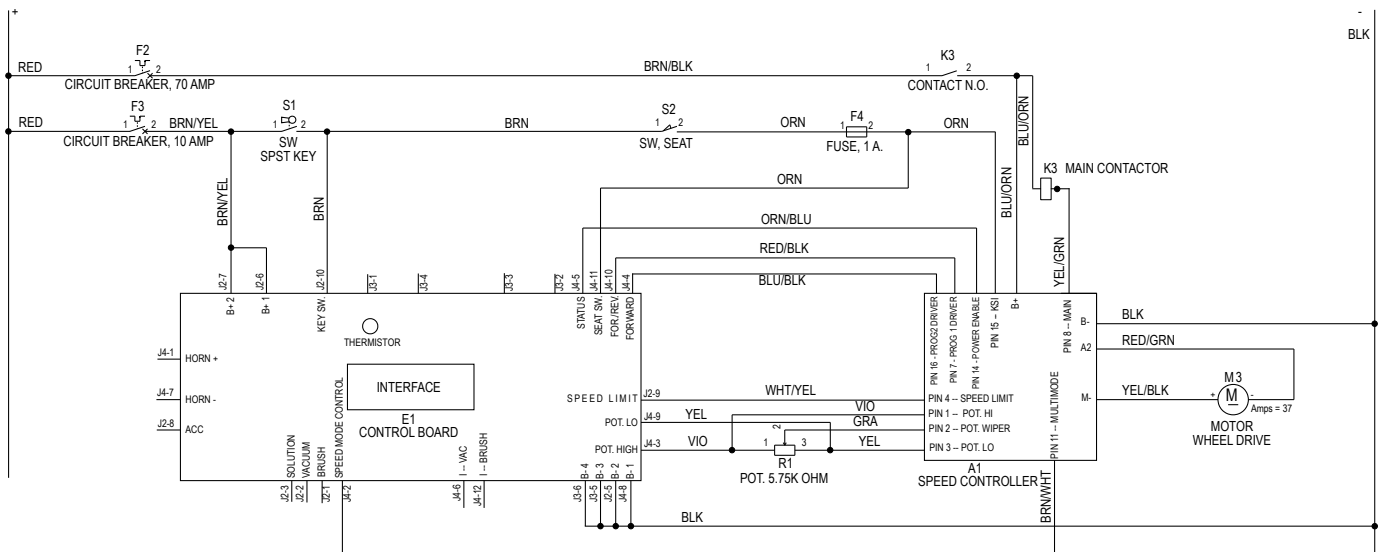 +
-
BLK
F2
K3
RED
1 2
BRN/BLK
1 2
CIRCUIT BREAKER, 70 AMP
CONTACT N.O.
F3
S1
S2
F4
RED
1 2
BRN/YEL
1 2
BRN
1 2
ORN
1 2
ORN
CIRCUIT BREAKER, 10 AMP
SW
SPST KEY
SW, SEAT
FUSE, 1 A.
BLU/ORN
K3 MAIN CONTACTOR
ORN
BRN/YEL
BRN
BLU/ORN
ORN/BLU
RED/BLK
YEL/GRN
BLU/BLK
J2-7
J2-6
J2-10
J3-1
J3-4
J3-3
J3-2
J4-5
J4-11
J4-10
J4-4
B+ 2
B+ 1
KEY SW.
STATUS
SEAT SW.
FOR./REV.
FORWARD
PIN 16 - PROG2 DRIVER
PIN 7 - PROG 1 DRIVER
PIN 14 - POWER ENABLE
PIN 15 – KSI
B+
PIN 8 -- MAIN
B-
BLK
THERMISTOR
A2
RED/GRN
J4-1
HORN +
INTERFACE
E1
CONTROL BOARD
J4-7
HORN -
J2-8
ACC
SPEED LIMIT
J2-9
WHT/YEL
PIN 4 -- SPEED LIMIT
M-
YEL/BLK
M3
+
M
-
Amps = 37
MOTOR
WHEEL DRIVE
POT. LO
J4-9
YEL
VIO
PIN 1 -- POT. HI
2
GRA
PIN 2 -- POT. WIPER
POT. HIGH
J4-3
VIO
1
3
YEL
PIN 3 -- POT. LO
R1
POT. 5.75K OHM
PIN 11 -- MULTIMODE
A1
SPEED CONTROLLER
SOLUTION
VACUUM
BRUSH
SPEED MODE CONTROL
I -- VAC
I -- BRUSH
B- 4
B- 3
B- 2
B- 1
J2-3
J2-2
J2-1
J4-2
J4-6
J4-12
J3-6
J3-5
J2-5
J4-8
BRN/WHT
BLK